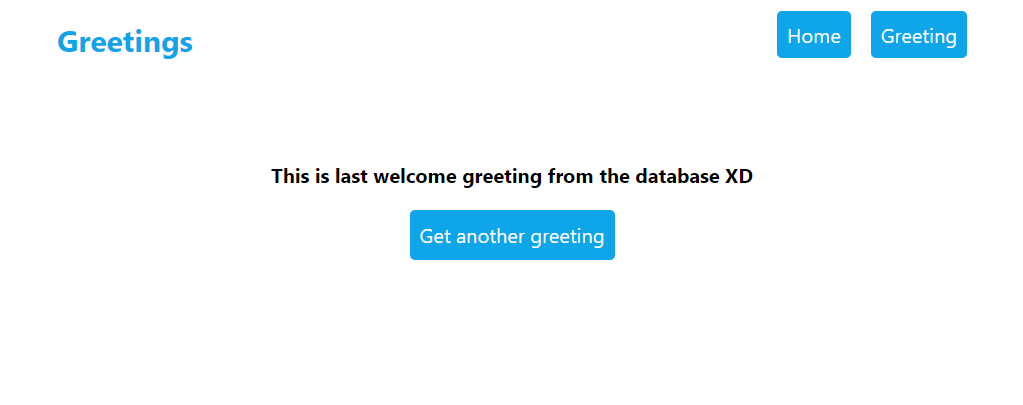 Greetings
Home
Greeting
This is last welcome greeting from the database XD
Get another greeting